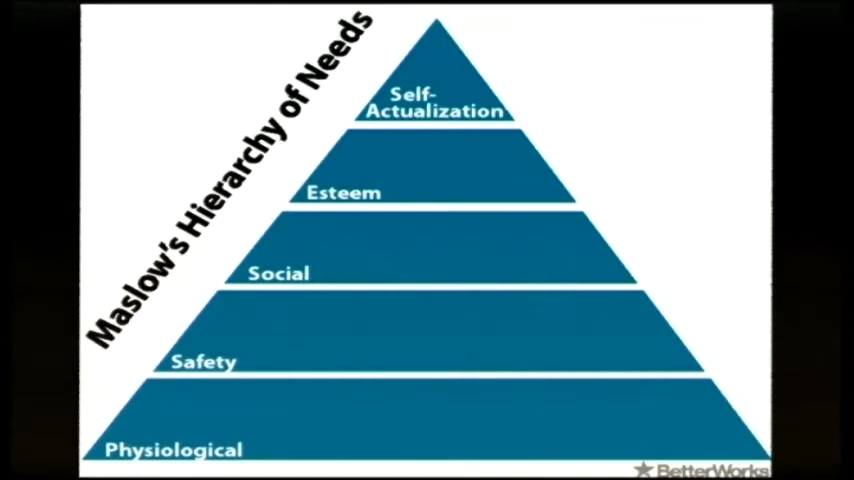 Maslow's Hierarchy of Needs
Self-
Actualization
Esteem
Social
Safety
Physiological
BetterWorks